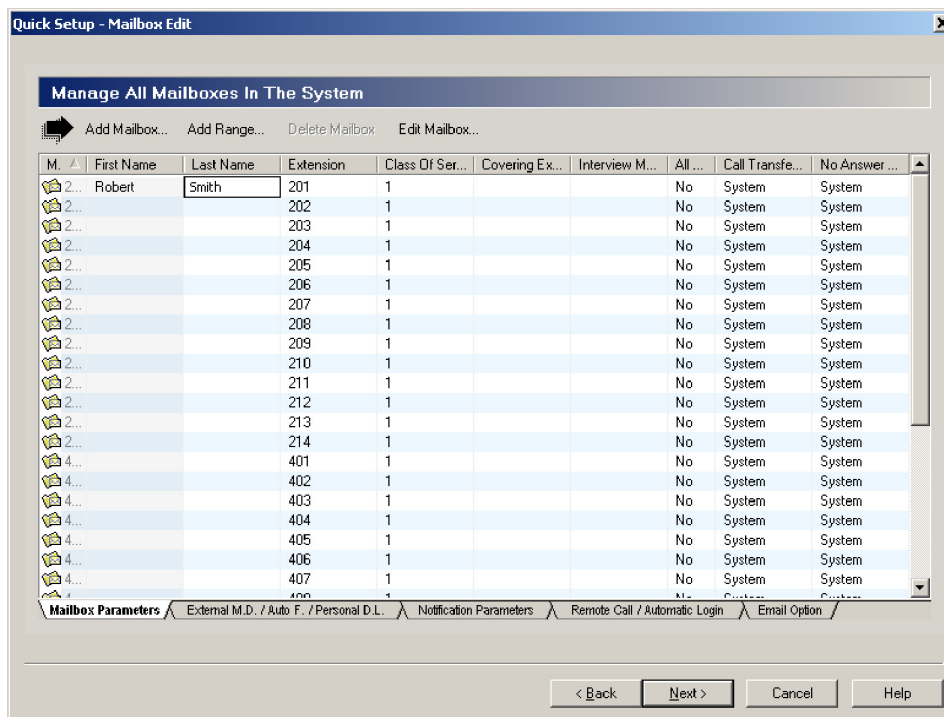 Quick Setup - Mailbox Edit
Manage All Mailboxes In The System
Add Mailbox... Add Range... Delete Mailbox Edit Mailbox...
M. First Name Last Name Extension Class Of Ser... Covering Ex... Interview M... All ... Call Transfe... No Answer ...
2... Robert Smith 201 1 No System System
2... 202 1 No System System
2... 203 1 No System System
2... 204 1 No System System
2... 205 1 No System System
2... 206 1 No System System
2... 207 1 No System System
2... 208 1 No System System
2... 209 1 No System System
2... 210 1 No System System
2... 211 1 No System System
2... 212 1 No System System
2... 213 1 No System System
2... 214 1 No System System
4... 401 1 No System System
4... 402 1 No System System
4... 403 1 No System System
4... 404 1 No System System
4... 405 1 No System System
4... 406 1 No System System
4... 407 1 No System System
Mailbox Parameters External M.D. / Auto F. / Personal D.L. Notification Parameters Remote Call / Automatic Login Email Option
< Back Next > Cancel Help